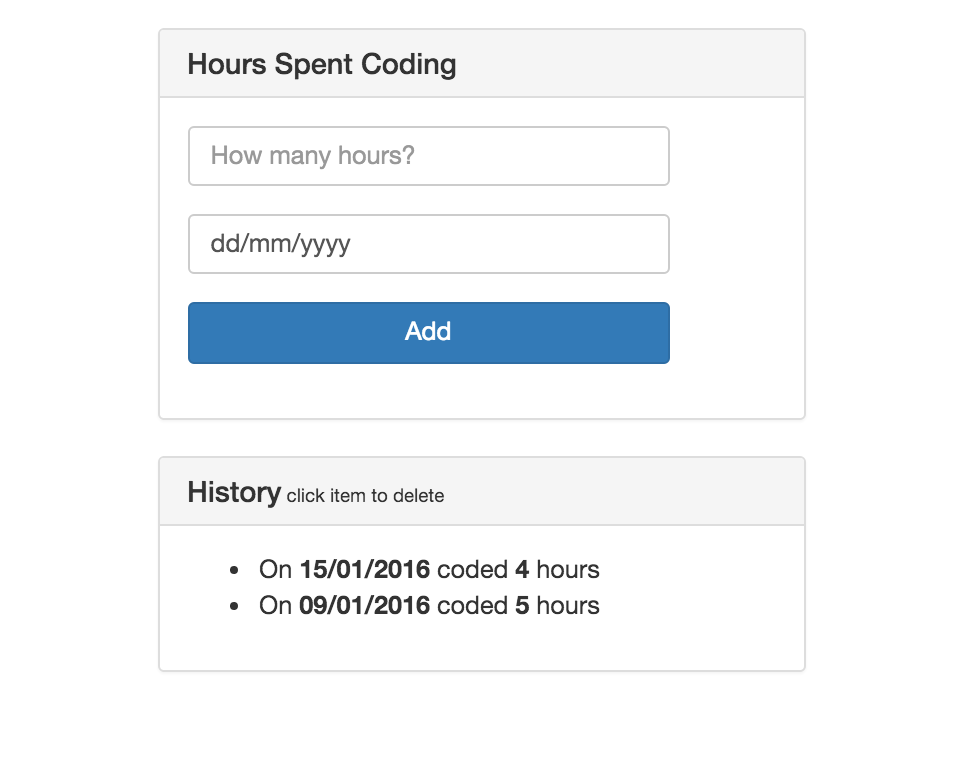 Hours Spent Coding
How many hours?
dd/mm/yyyy
Add
History click item to delete
• On 15/01/2016 coded 4 hours
• On 09/01/2016 coded 5 hours